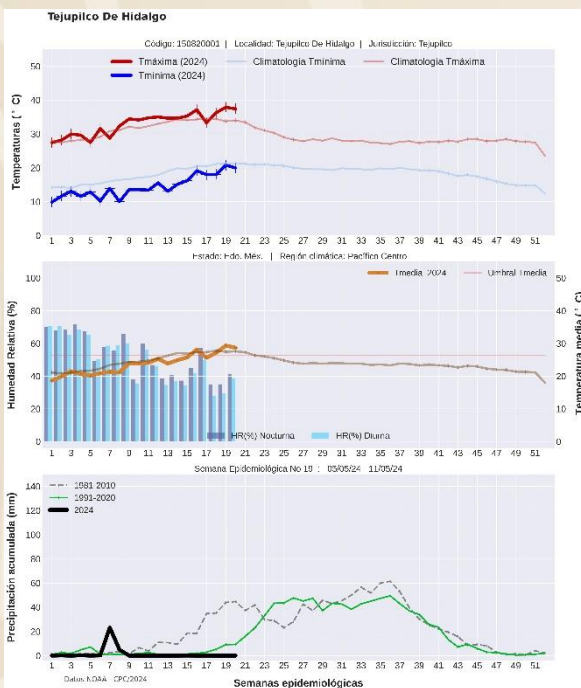 Tejupilco De Hidalgo
Código: 150820001 | Localidad: Tejupilco De Hidalgo | Jurisdicción: Tejupilco
Tmáxima (2024)
Tminima (2024)
Climatología Tmínima
Climatología Tmáxima
Temperaturas (° C)
50
40
30
20
10
0
1 3 5 7 9 11 13 15 17 19 21 23 25 27 29 31 33 35 37 39 41 43 45 47 49 51
Estado: Edo. Méx. | Región climática: Pacífico Centro
Tmedia 2024
Umbral Tmedia
Humedad Relativa (%)
100
80
60
40
20
0
HR(%) Nocturna
HR(%) Diurna
Temperatura media (° C)
50
40
30
20
10
0
1 3 5 7 9 11 13 15 17 19 21 23 25 27 29 31 33 35 37 39 41 43 45 47 49 51
Semana Epidemiológica No 19 : 05/05/24 11/05/24
1981-2010
1991-2020
2024
Precipitación acumulada (mm)
140
120
100
80
60
40
20
0
1 3 5 7 9 11 13 15 17 19 21 23 25 27 29 31 33 35 37 39 41 43 45 47 49 51
Datos NOAA CPC/2024
Semanas epidemiológicas